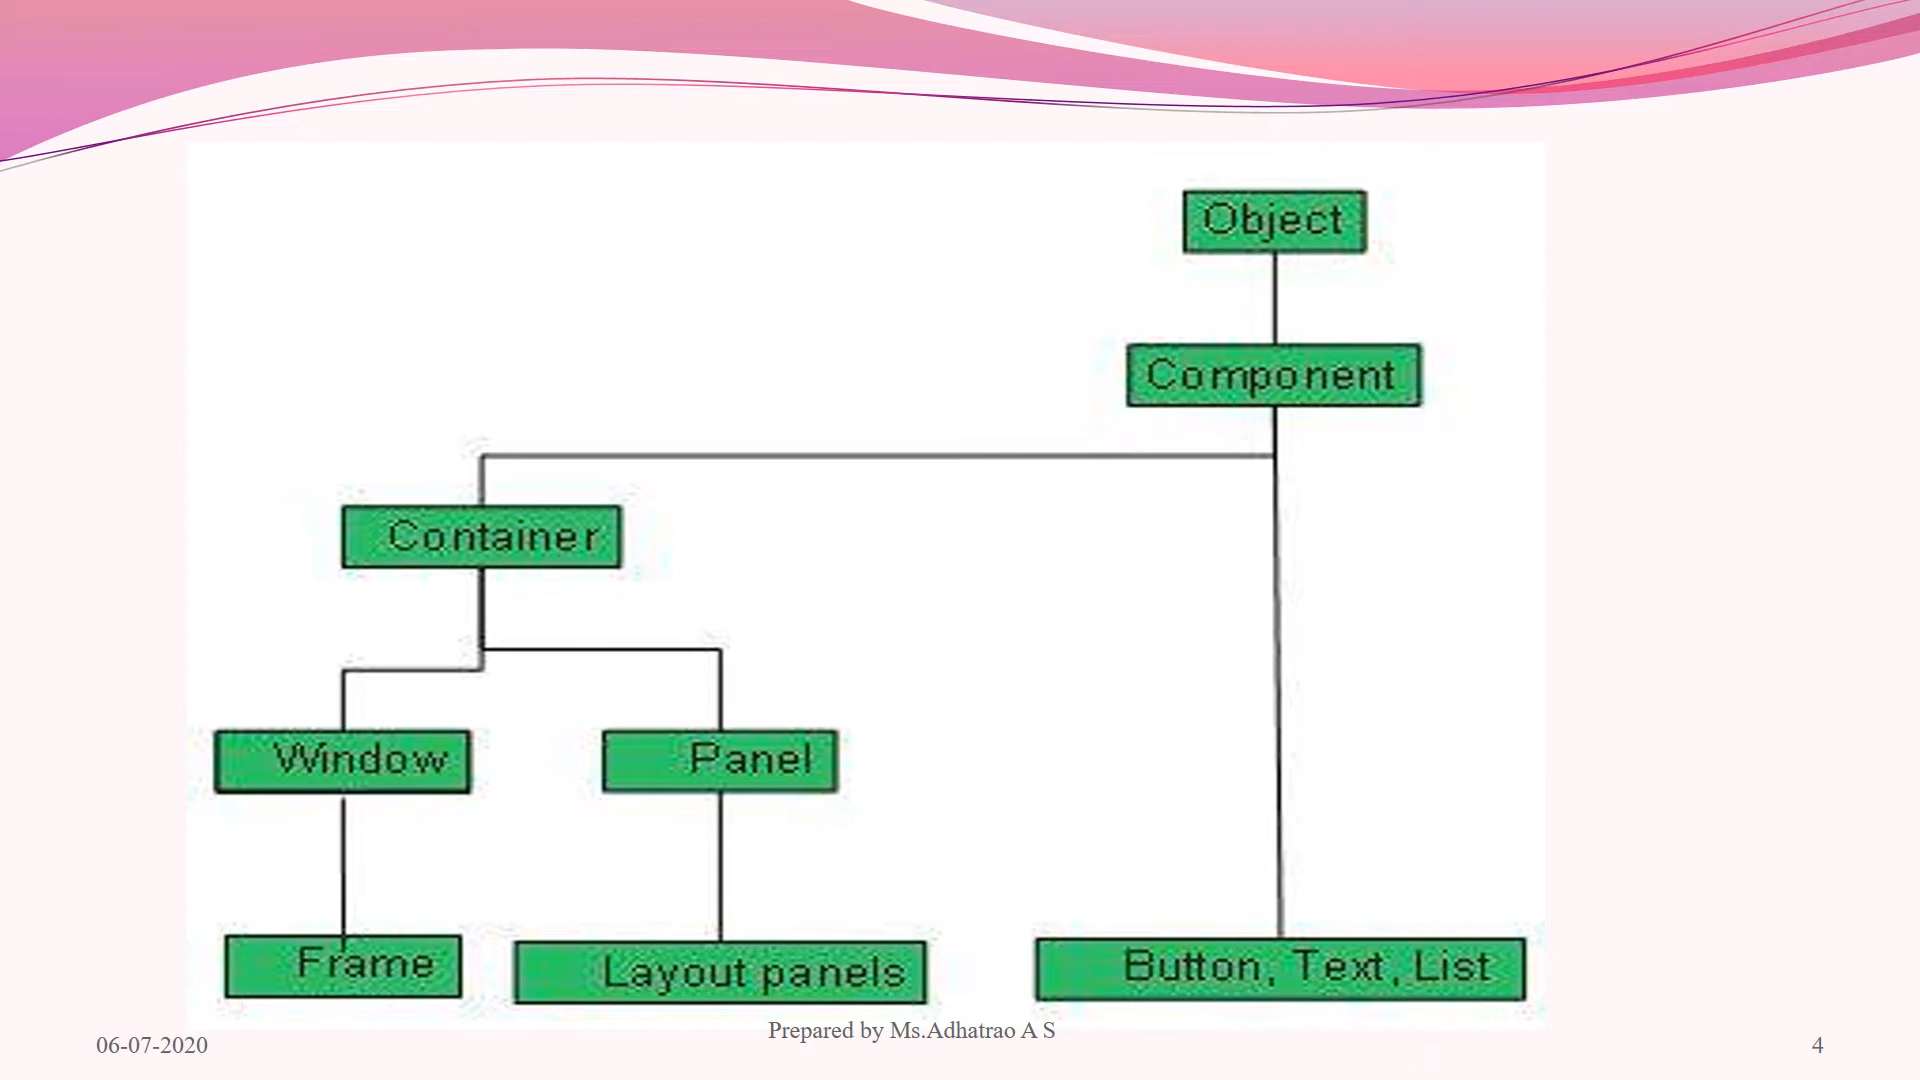 Object
Component
Container
Window
Panel
Frame
Layout panels
Button, Text, List
Prepared by Ms.Adhatrao A S
06-07-2020
4